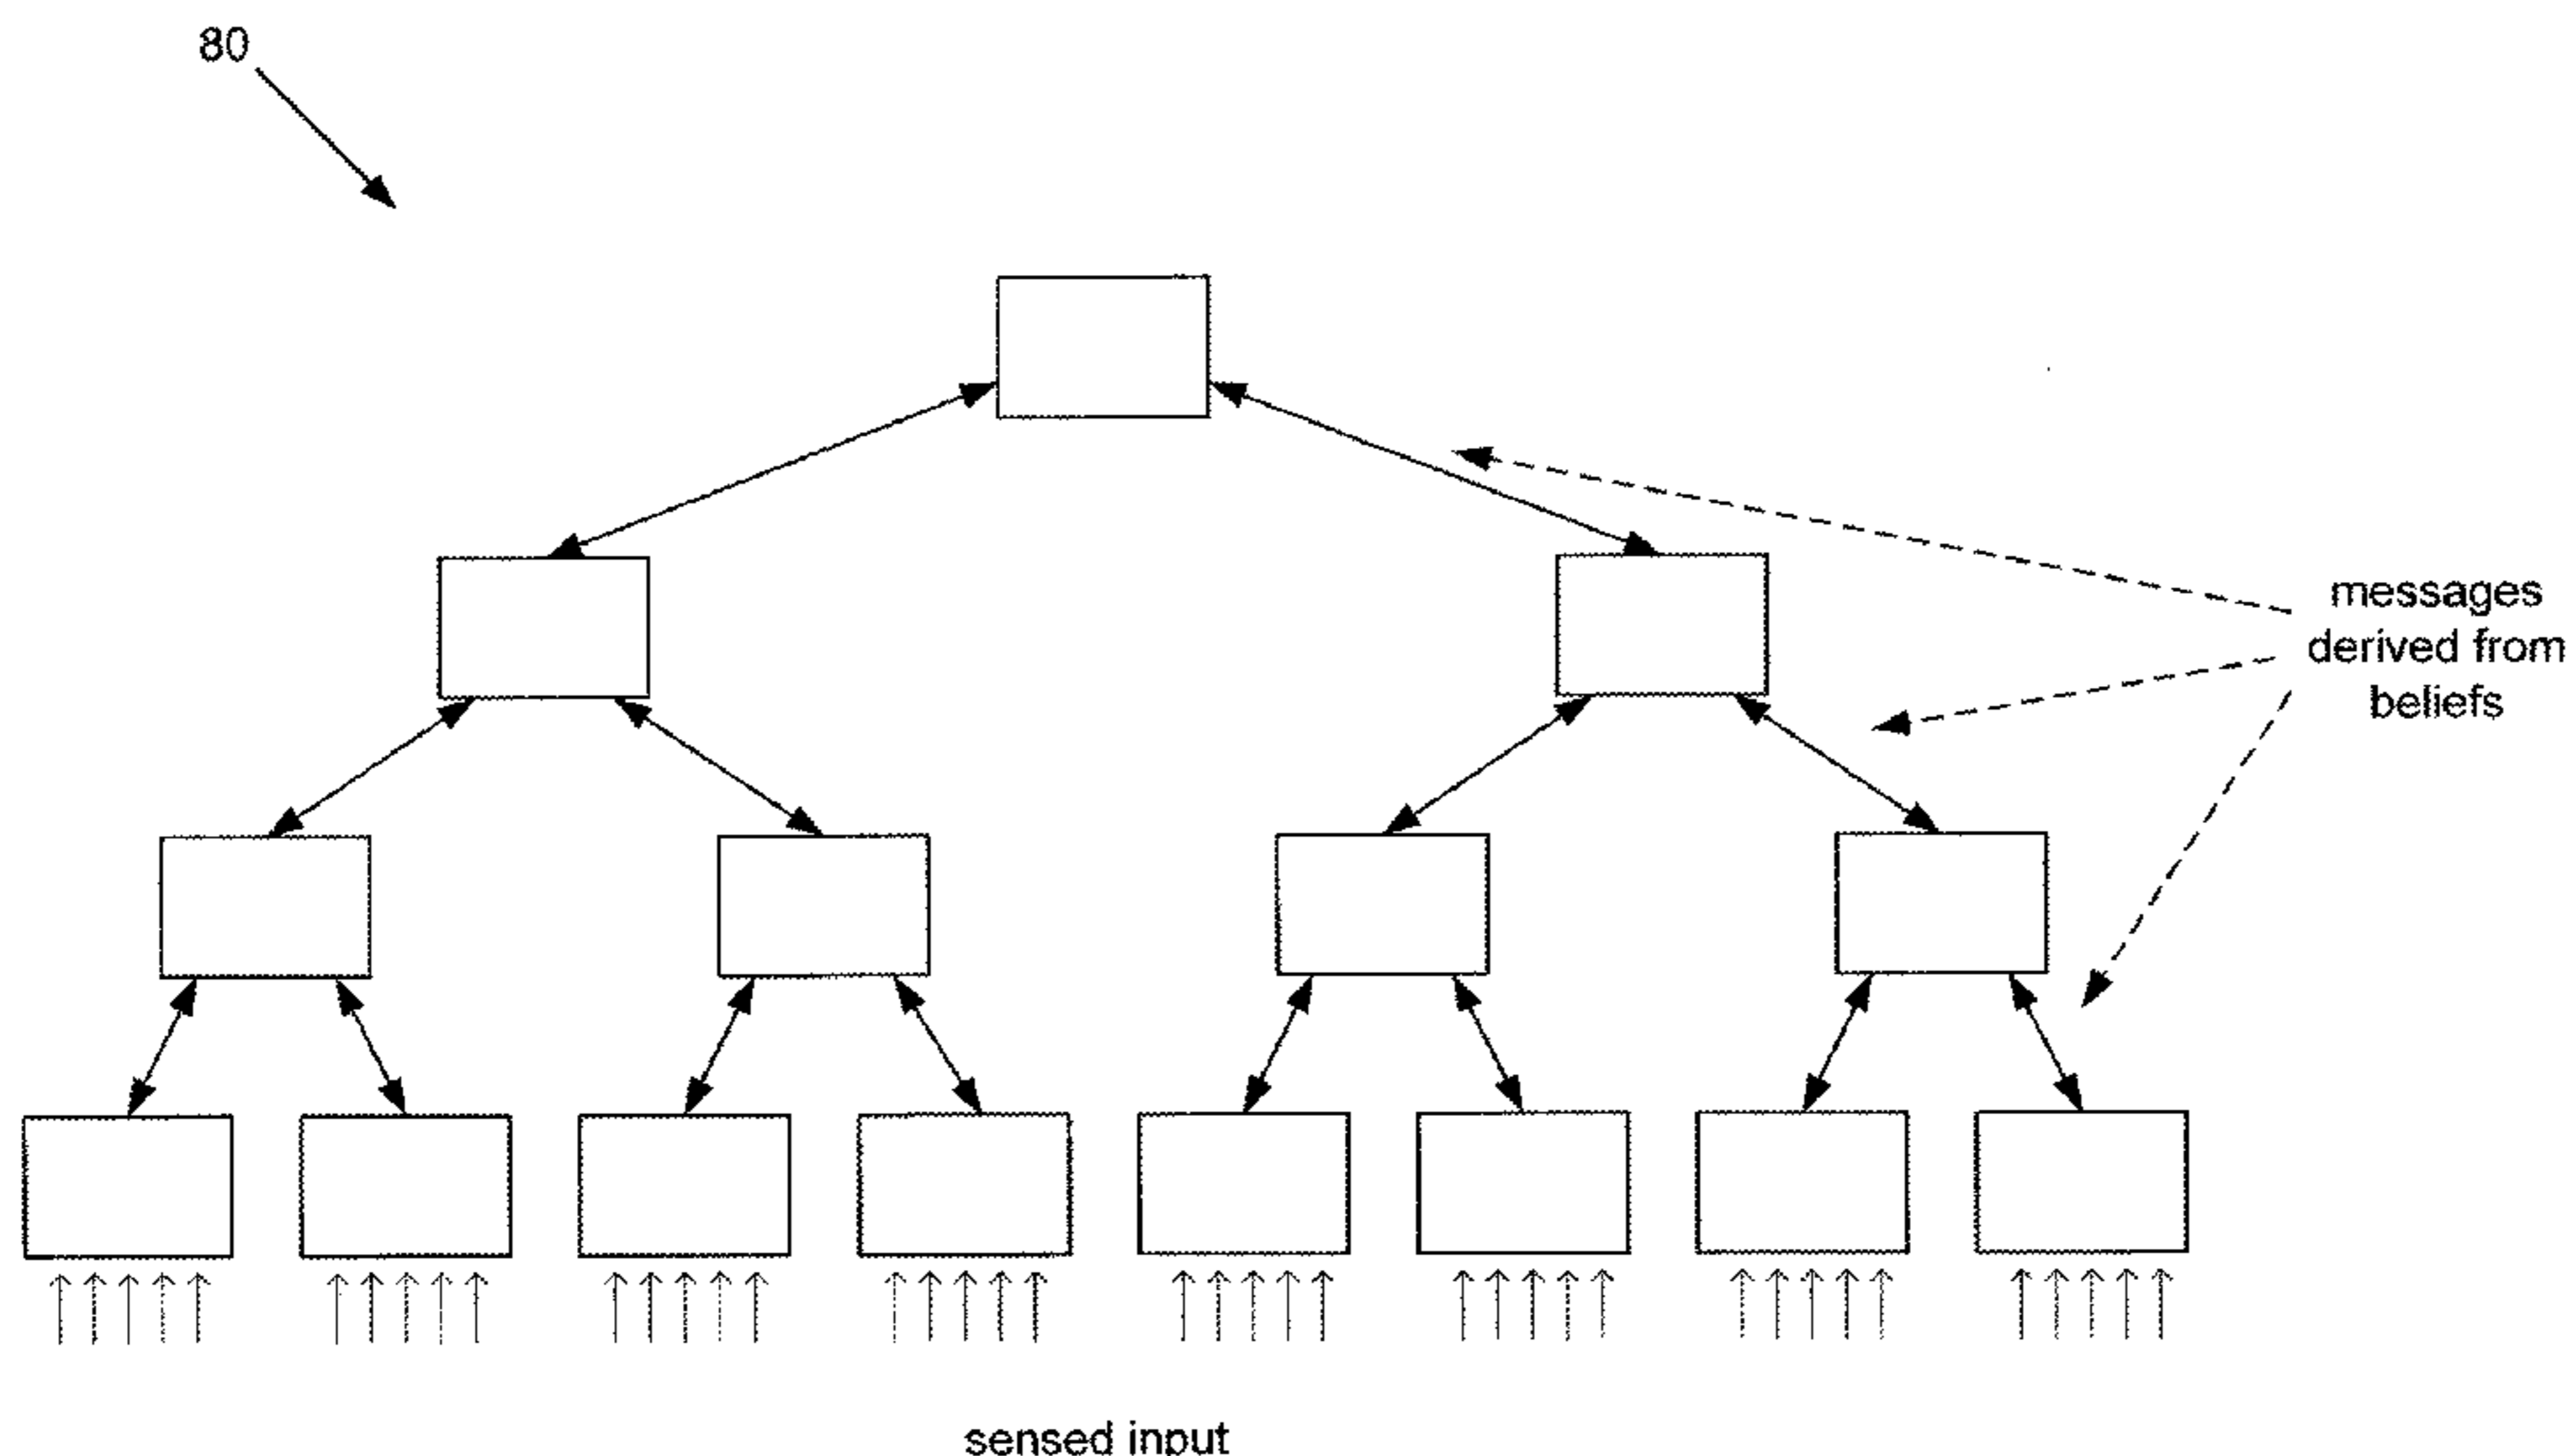 80
messages
derived from
beliefs
sensed input